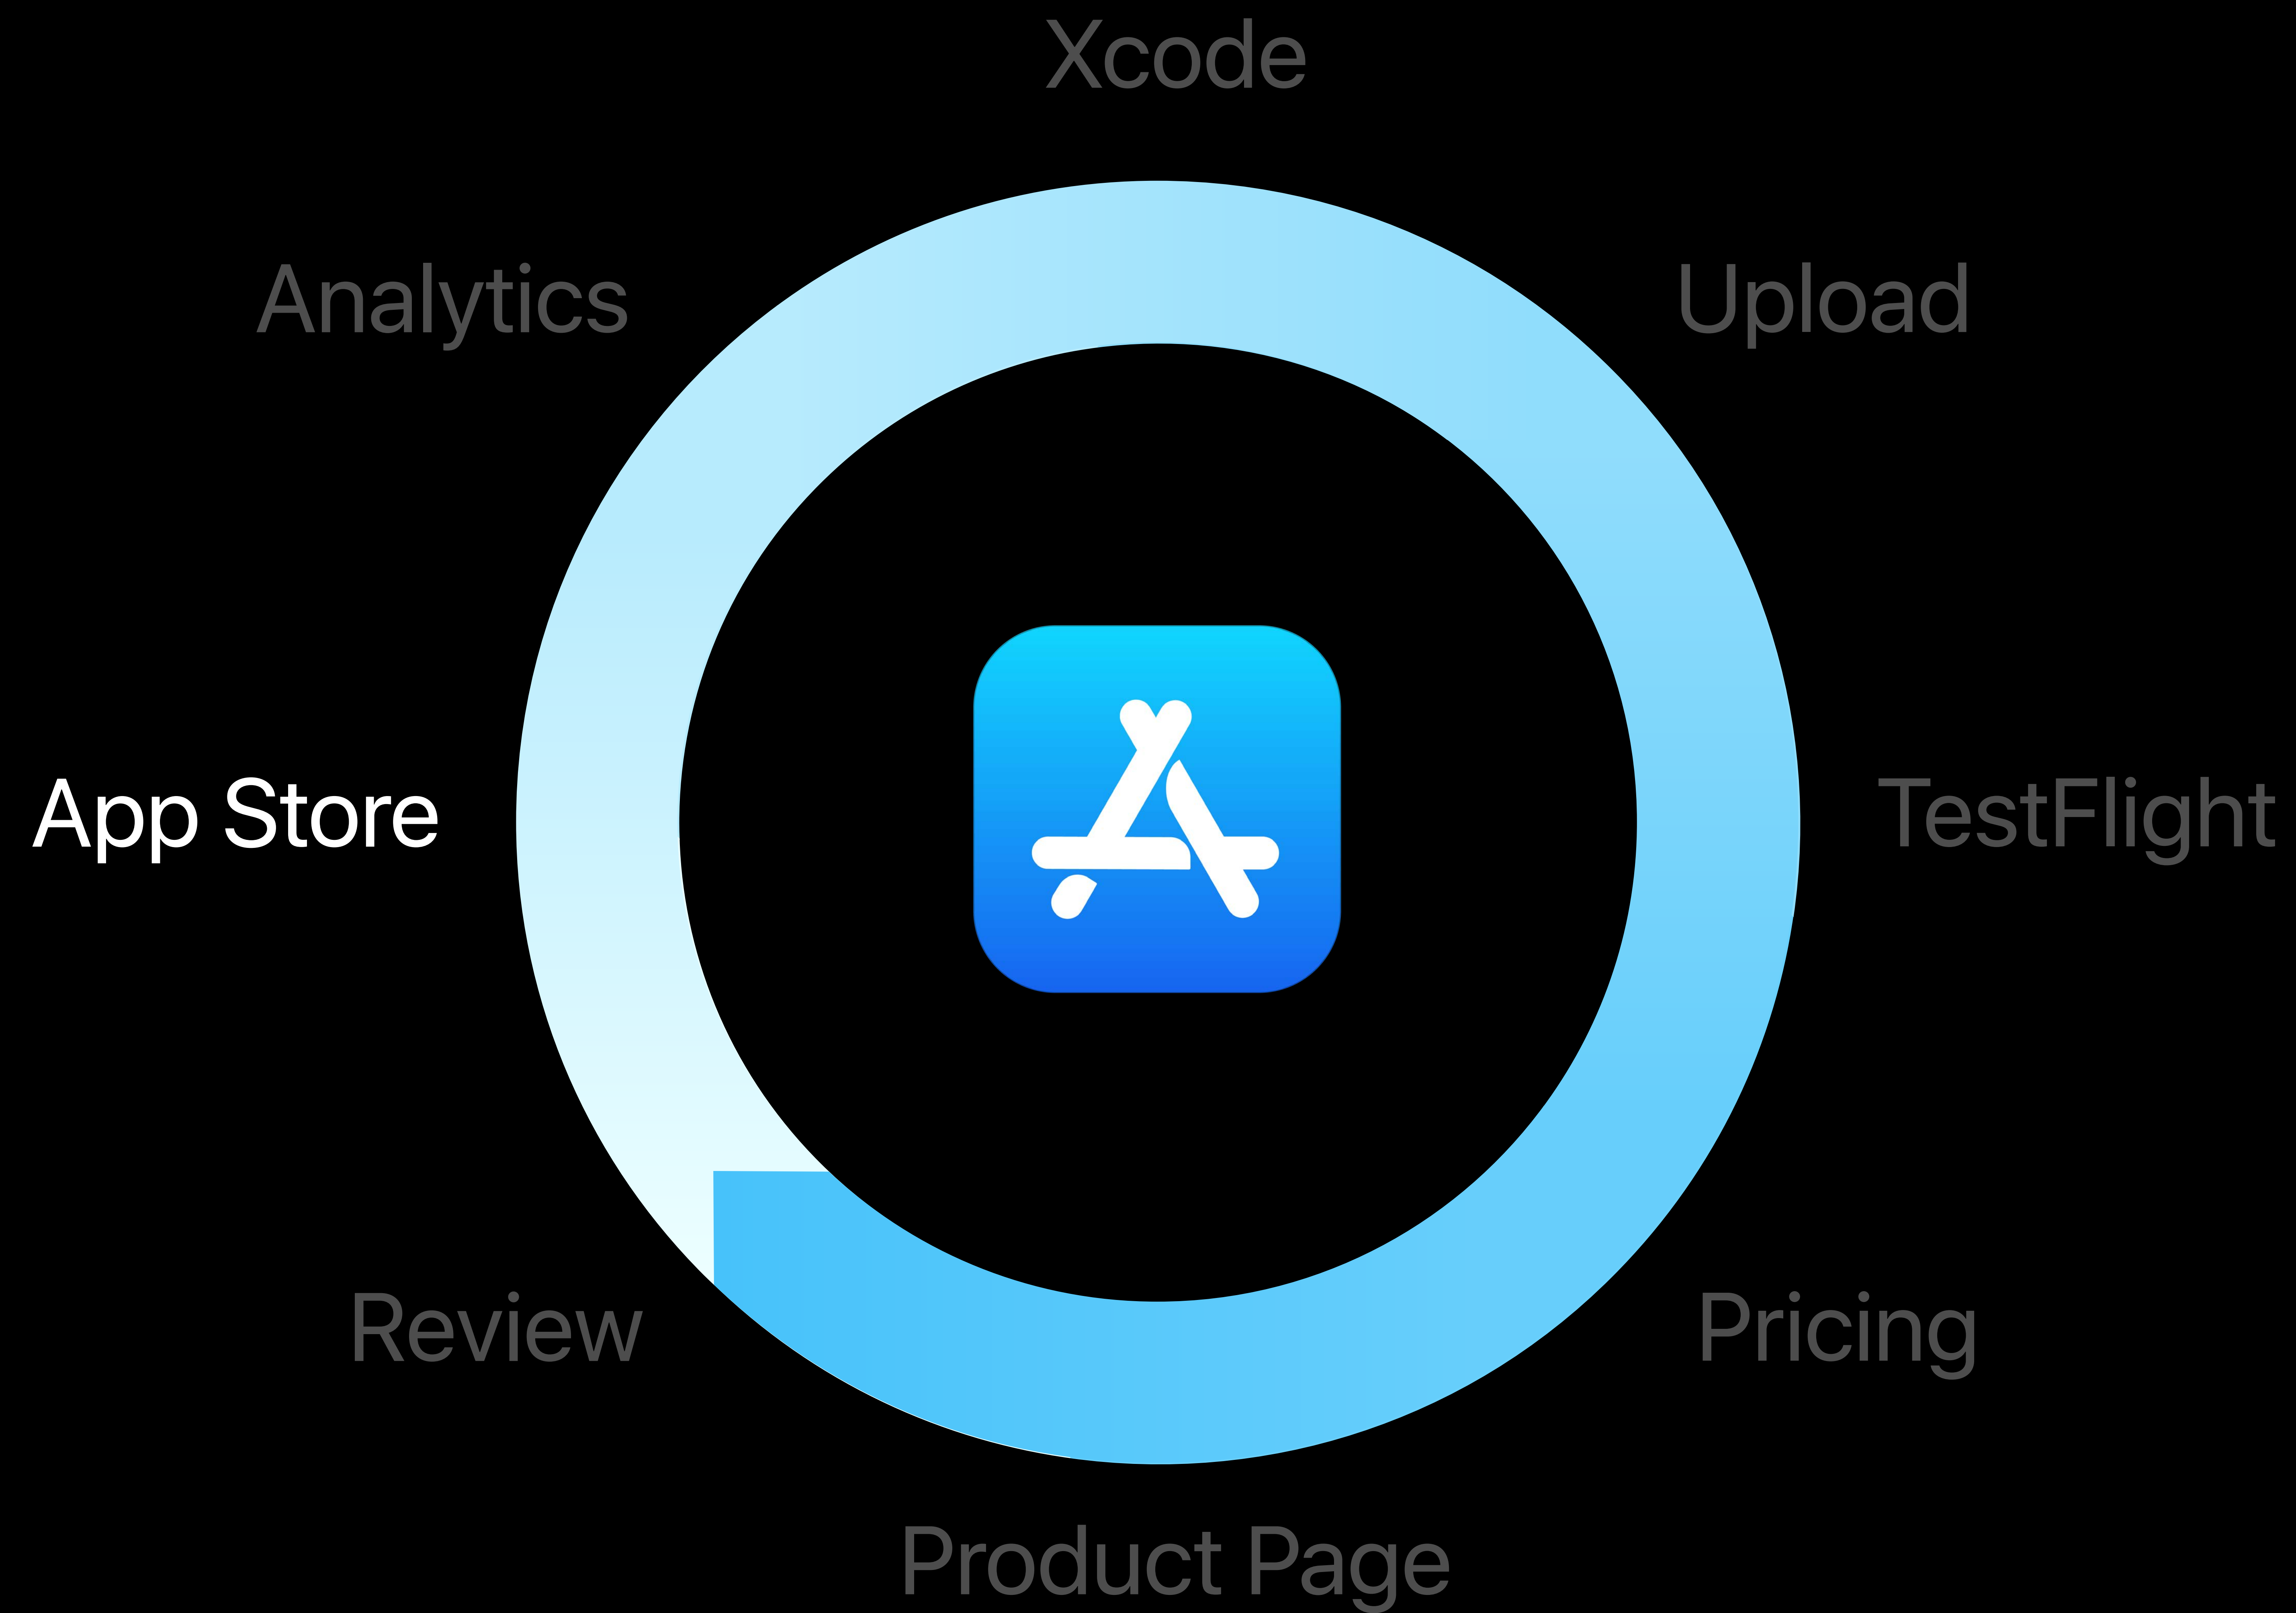 Xcode
Analytics
Upload
App Store
TestFlight
Review
Pricing
Product Page